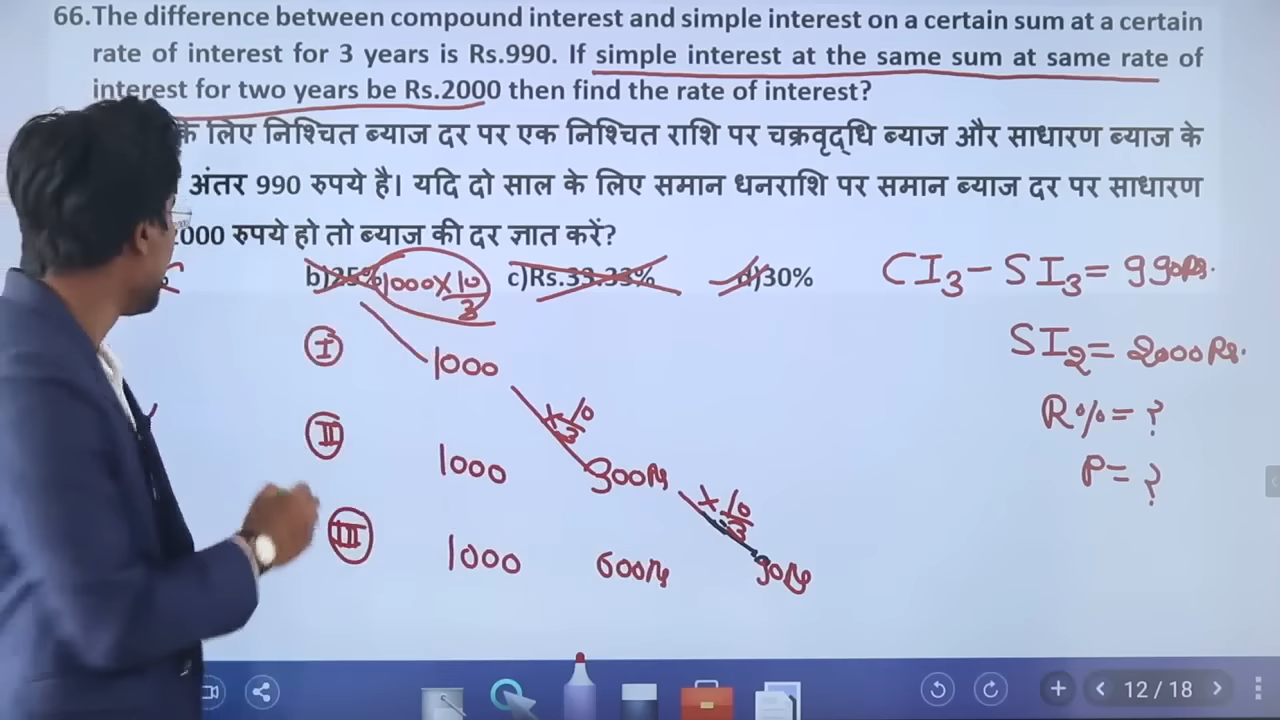 66.The difference between compound interest and simple interest on a certain sum at a certain
rate of interest for 3 years is Rs.990. If simple interest at the same sum at same rate of
interest for two years be Rs.2000 then find the rate of interest?
के लिए निश्चित ब्याज दर पर एक निश्चित राशि पर चक्रवृद्धि ब्याज और साधारण ब्याज के
अंतर 990 रुपये है। यदि दो साल के लिए समान धनराशि पर समान ब्याज दर पर साधारण
2000 रुपये हो तो ब्याज की दर ज्ञात करें?
b)25% 1000×10/3 c)Rs.33.33% d)30%
CI3 - SI3 = 990Rs.
I 1000
SI2 = 2000Rs.
×10/3
R% = ?
II 1000 300Rs
P = ?
×10/3
III 1000 600Rs 90Rs
12 / 18